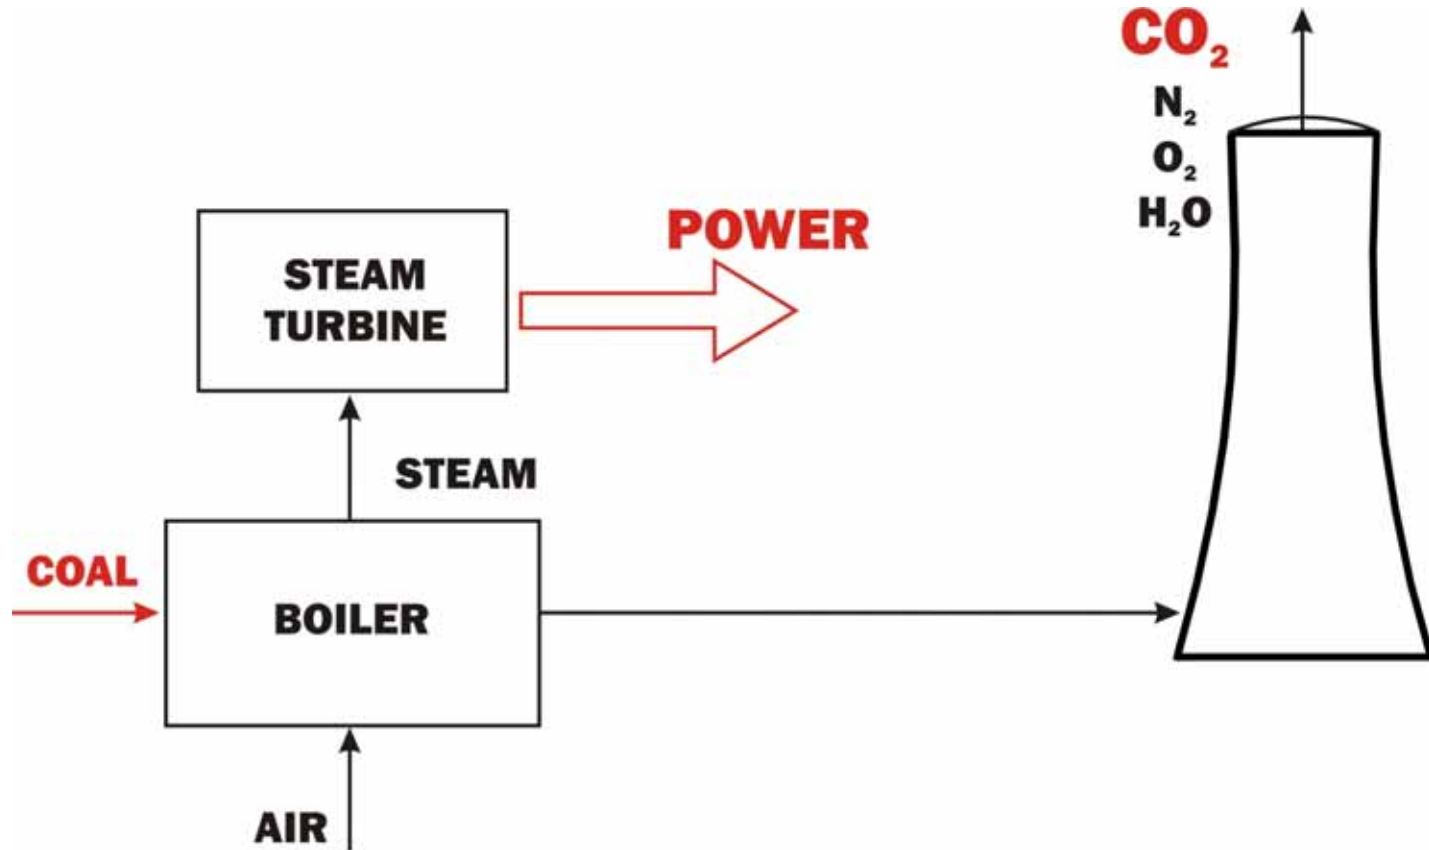 CO₂
N₂
O₂
H₂O
POWER
STEAM
TURBINE
STEAM
COAL
BOILER
AIR